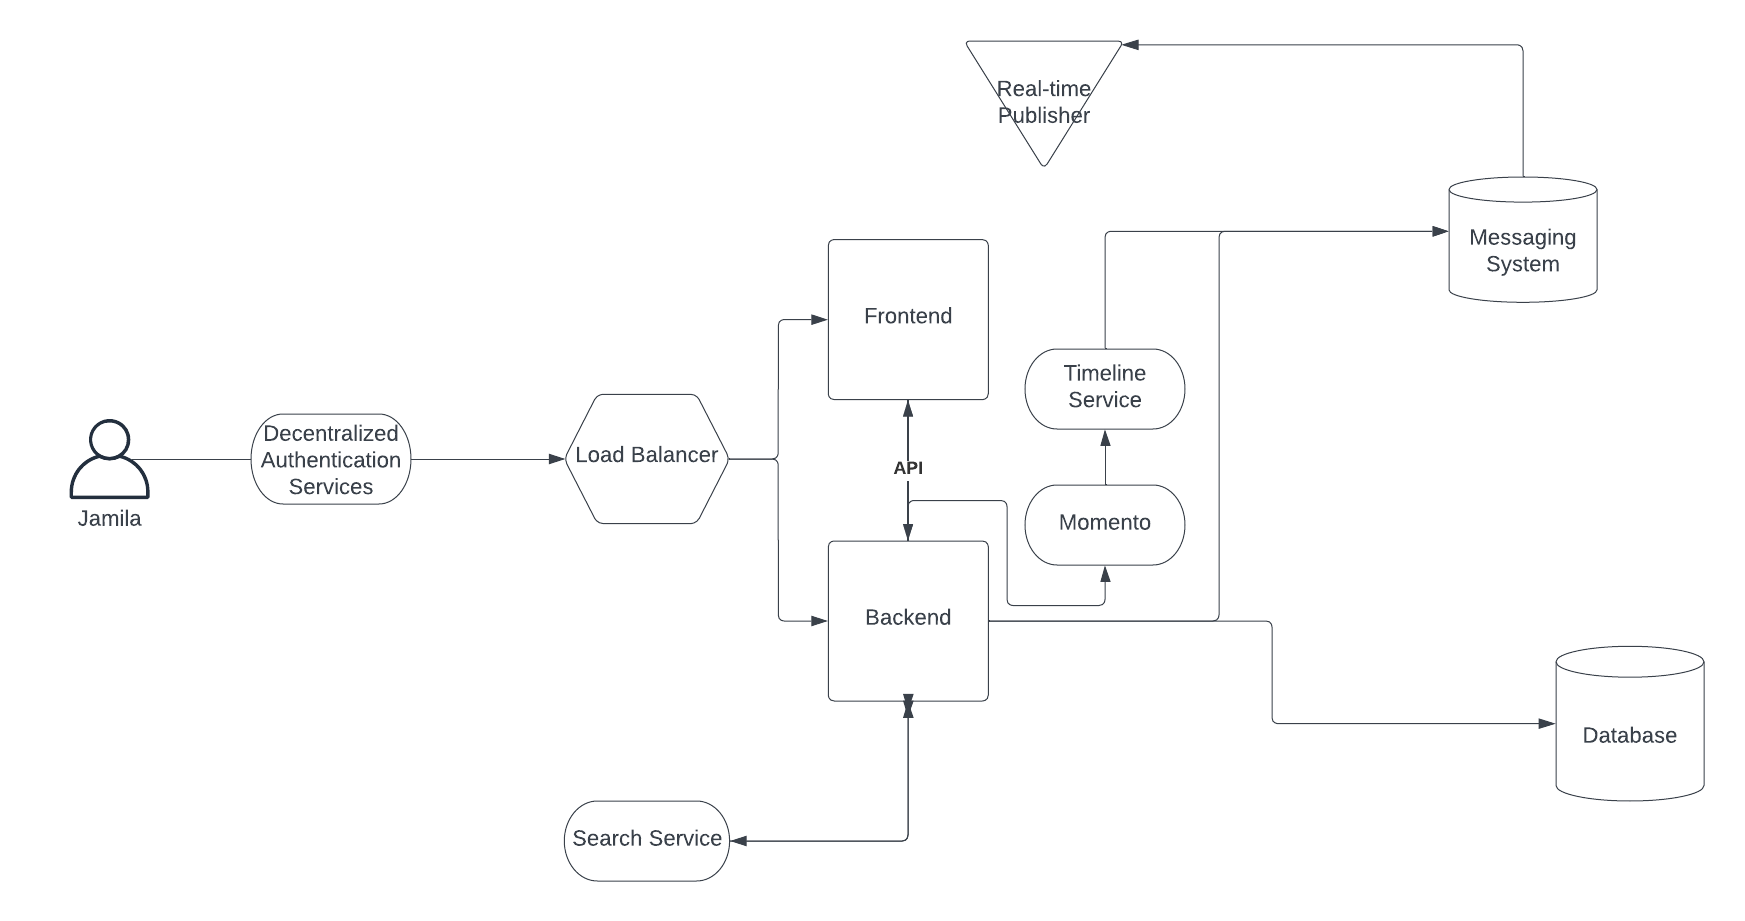 Real-time
Publisher
Messaging
System
Frontend
Timeline
Service
Decentralized
Authentication
Services
Load Balancer
API
Jamila
Momento
Backend
Database
Search Service